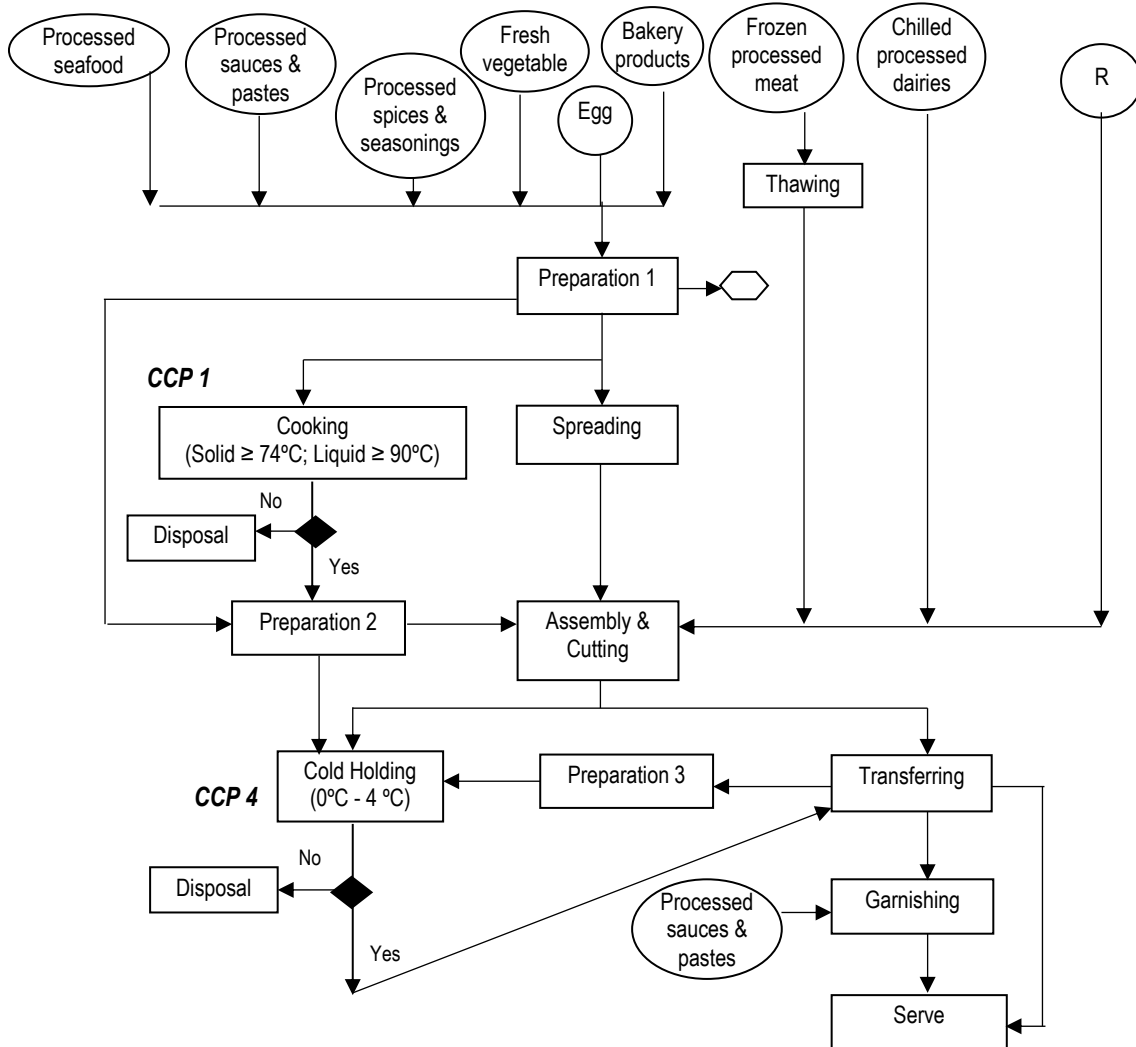 Processed
seafood
Processed
sauces &
pastes
Processed
spices &
seasonings
Fresh
vegetable
Egg
Bakery
products
Frozen
processed
meat
Chilled
processed
dairies
R
Thawing
Preparation 1
CCP 1
Cooking
(Solid ≥ 74ºC; Liquid ≥ 90ºC)
Spreading
No
Disposal
Yes
Preparation 2
Assembly &
Cutting
Cold Holding
(0ºC - 4 ºC)
Preparation 3
Transferring
CCP 4
No
Disposal
Yes
Processed
sauces &
pastes
Garnishing
Serve